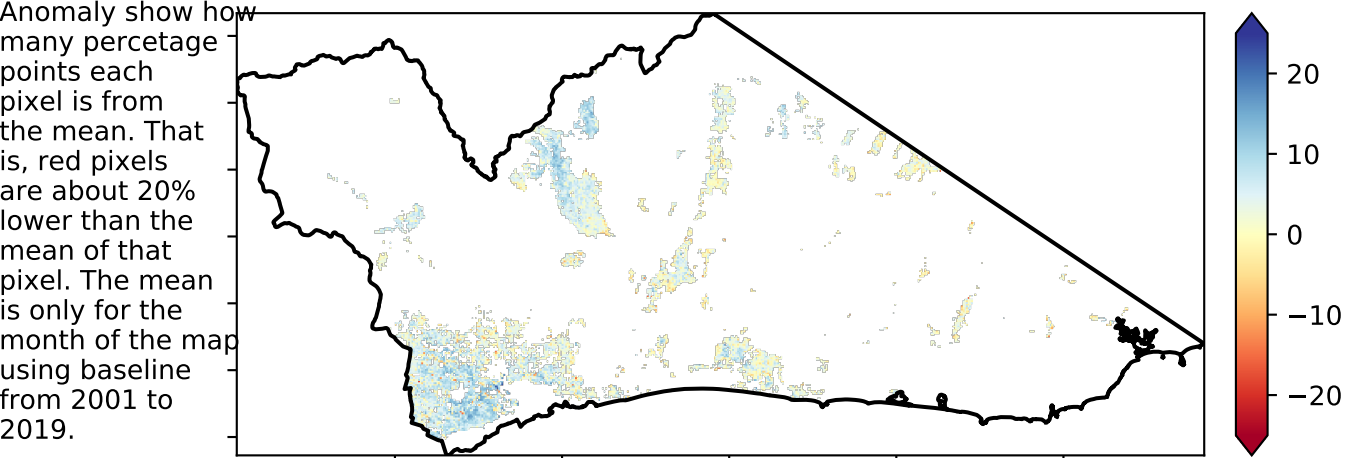 Anomaly show how
many percetage
points each
pixel is from
the mean. That
is, red pixels
are about 20%
lower than the
mean of that
pixel. The mean
is only for the
month of the map
using baseline
from 2001 to
2019.
20
10
0
−10
−20